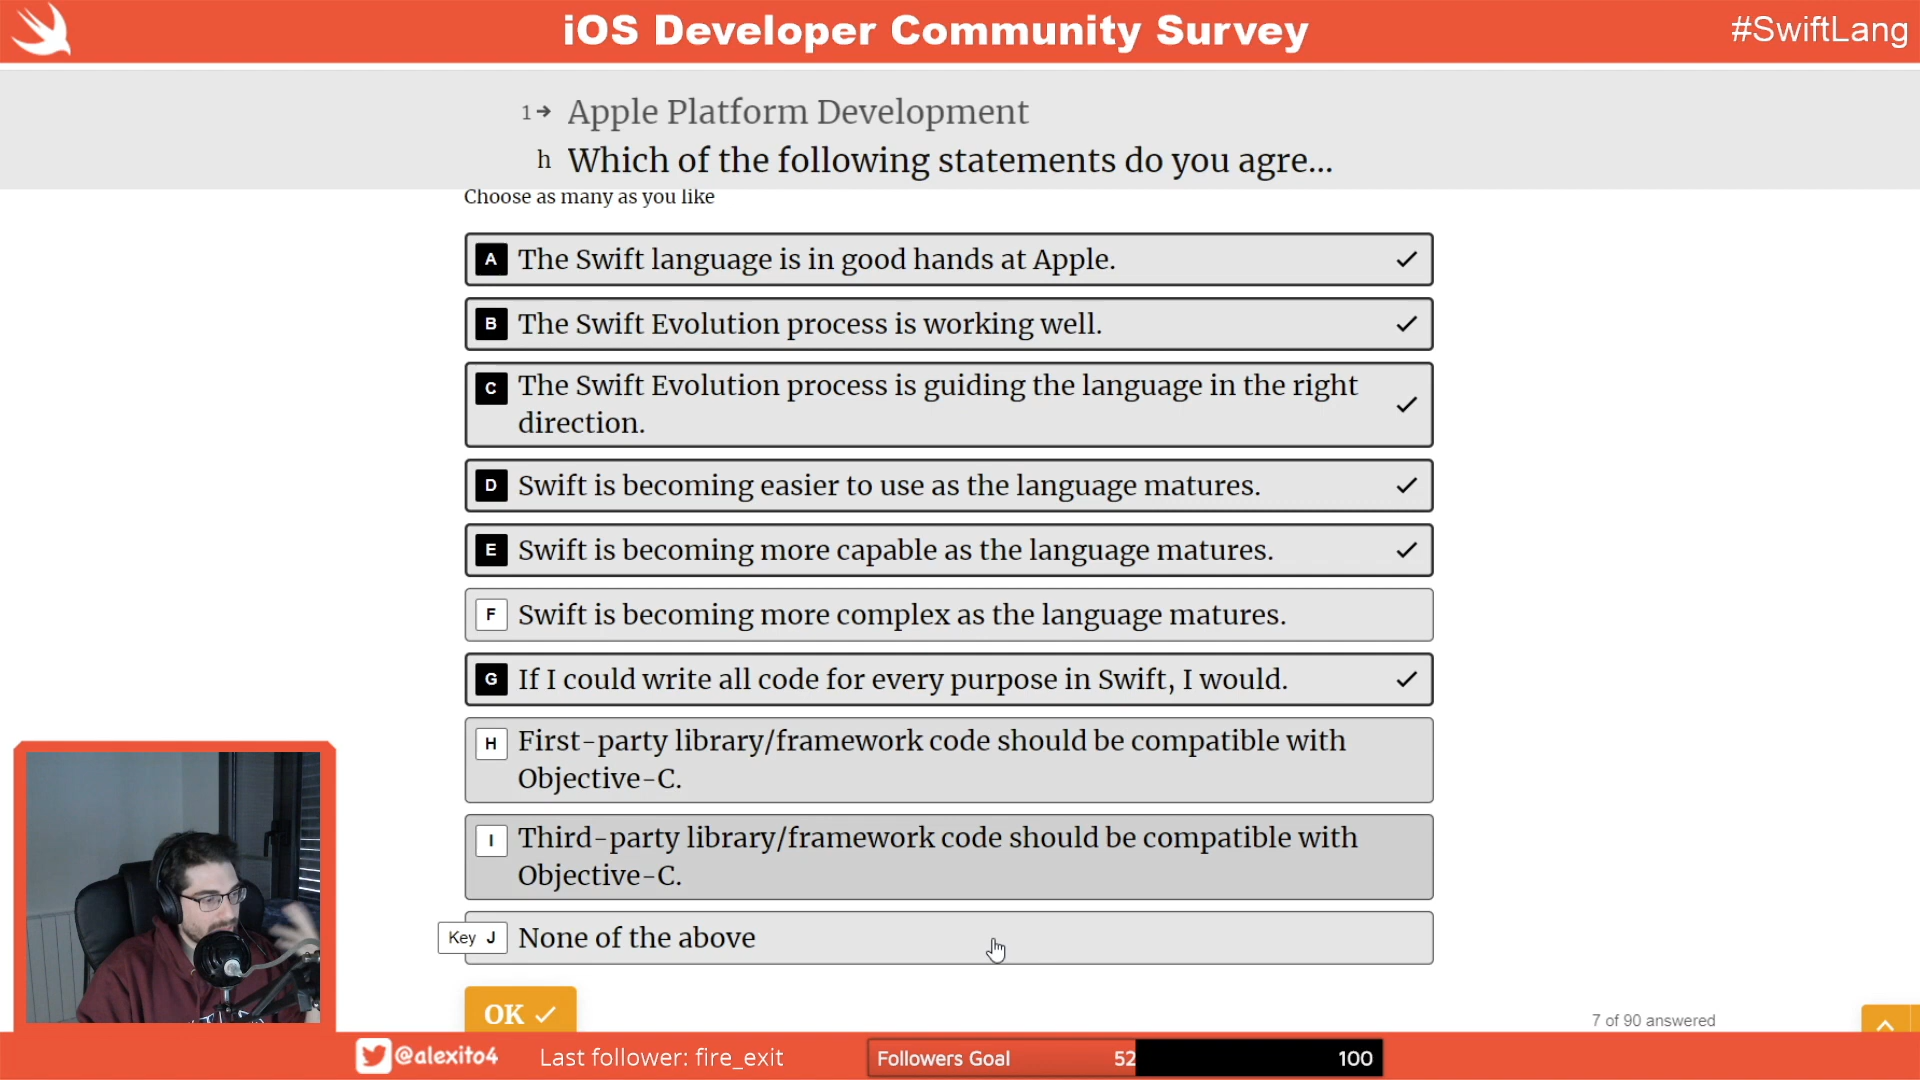 iOS Developer Community Survey
#SwiftLang
1 → Apple Platform Development
h Which of the following statements do you agre...
Choose as many as you like
A The Swift language is in good hands at Apple.
B The Swift Evolution process is working well.
C The Swift Evolution process is guiding the language in the right
direction.
D Swift is becoming easier to use as the language matures.
E Swift is becoming more capable as the language matures.
F Swift is becoming more complex as the language matures.
G If I could write all code for every purpose in Swift, I would.
H First-party library/framework code should be compatible with
Objective-C.
I Third-party library/framework code should be compatible with
Objective-C.
Key J None of the above
OK
7 of 90 answered
@alexito4
Last follower: fire_exit
Followers Goal 52 100